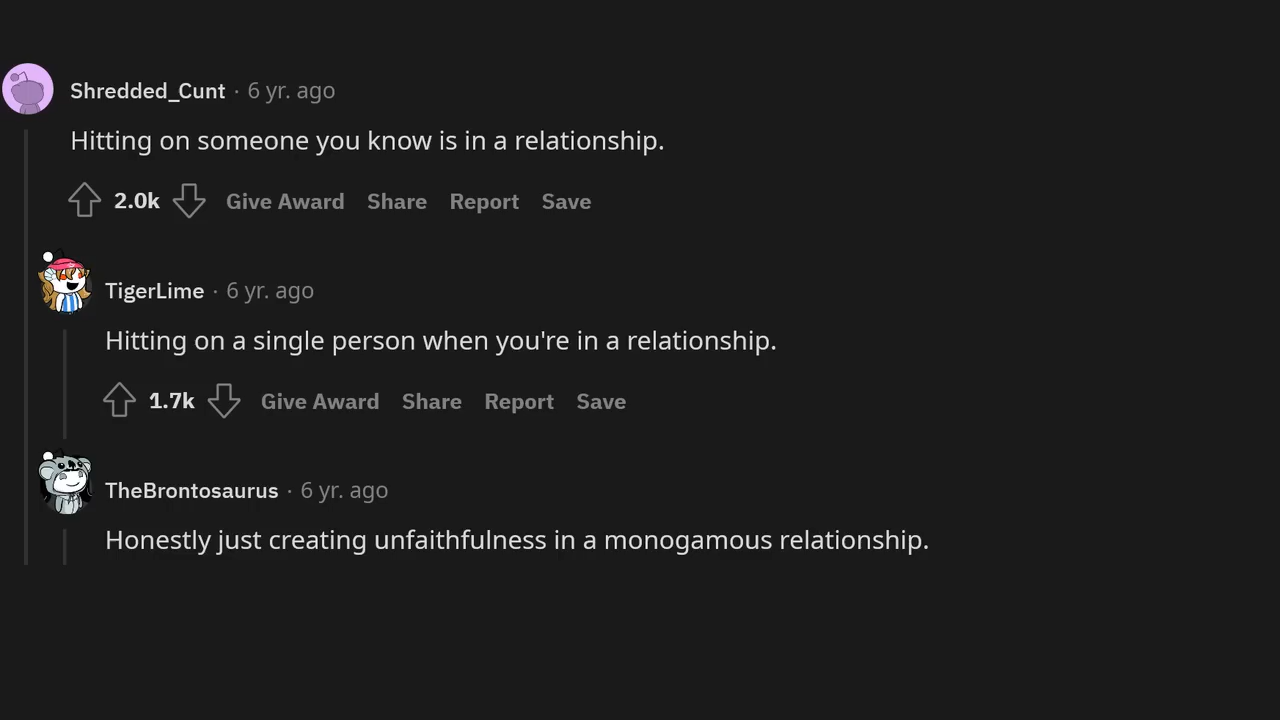 Shredded_Cunt · 6 yr. ago
Hitting on someone you know is in a relationship.
2.0k Give Award Share Report Save
TigerLime · 6 yr. ago
Hitting on a single person when you're in a relationship.
1.7k Give Award Share Report Save
TheBrontosaurus · 6 yr. ago
Honestly just creating unfaithfulness in a monogamous relationship.